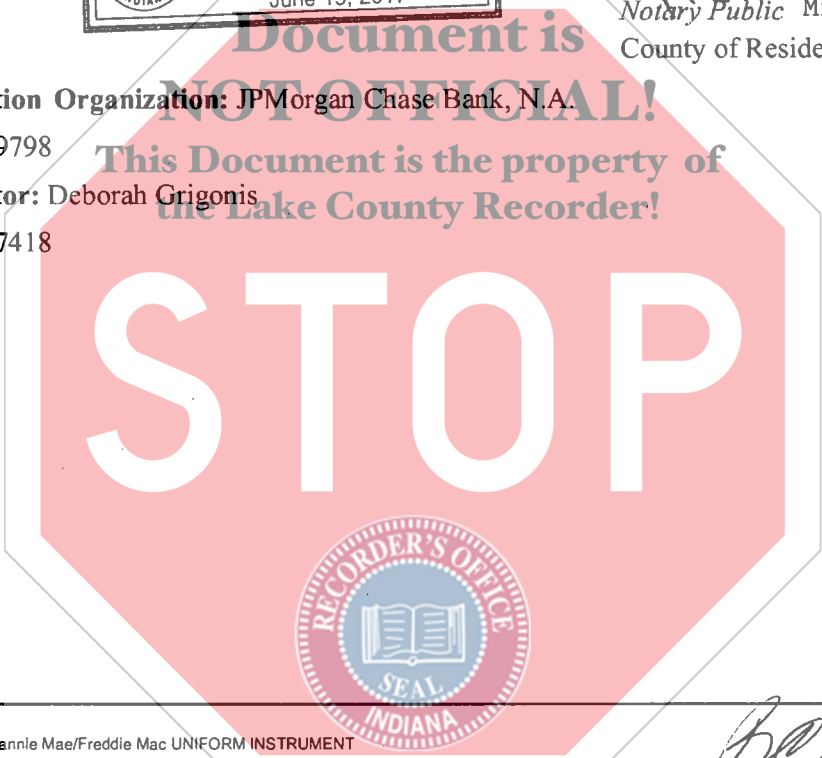 June 15, 2017
INDIANA
Document is
Notary Public Mi
County of Reside
NOT OFFICIAL!
tion Organization: JPMorgan Chase Bank, N.A.
9798
This Document is the property of
tor: Deborah Grigonis
the Lake County Recorder!
7418
STOP
RECORDER'S OFFICE
SEAL
INDIANA
annie Mae/Freddie Mac UNIFORM INSTRUMENT